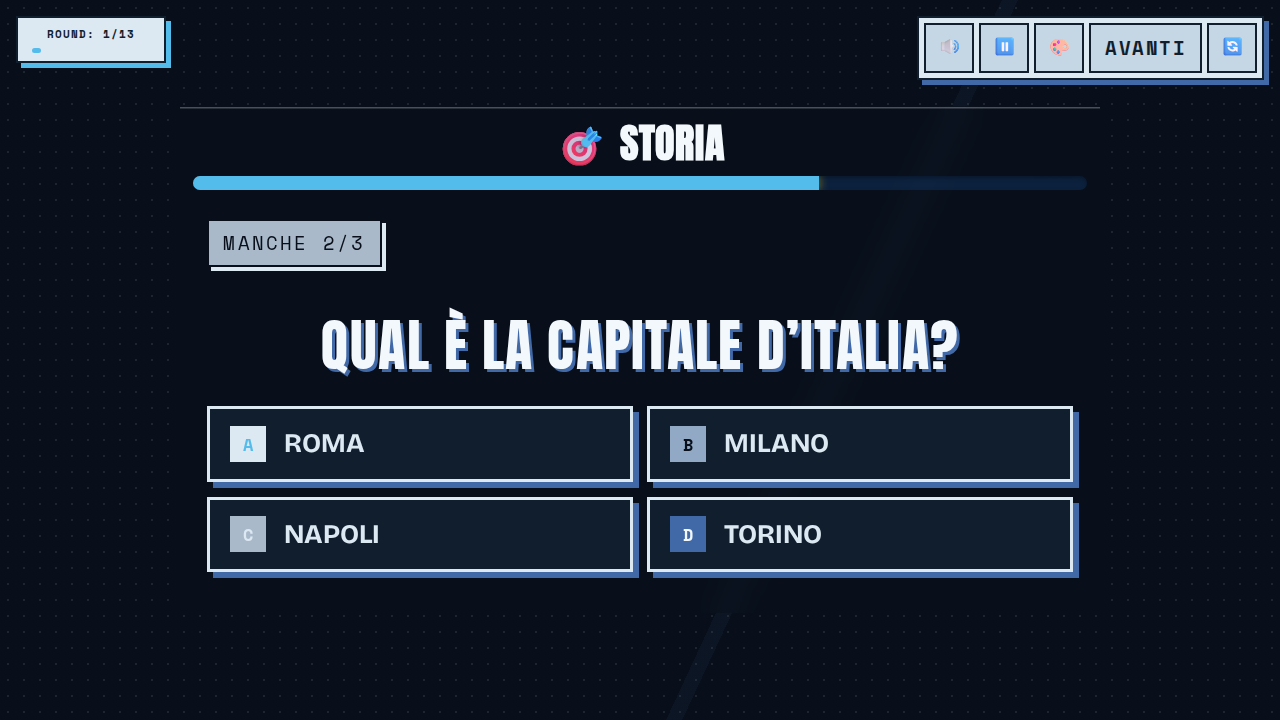 ROUND: 1/13
AVANTI
STORIA
MANCHE 2/3
QUAL È LA CAPITALE D’ITALIA?
A ROMA
B MILANO
C NAPOLI
D TORINO